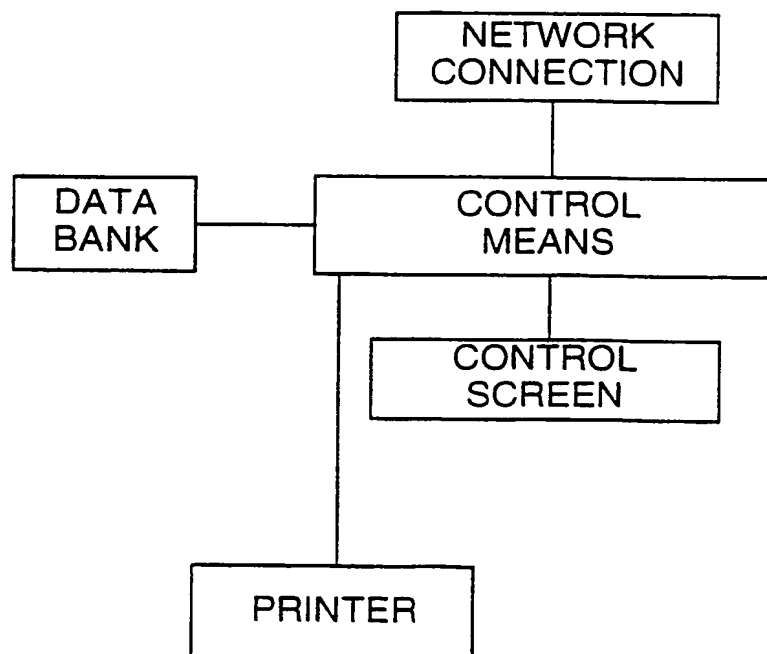 NETWORK
CONNECTION
DATA
BANK
CONTROL
MEANS
CONTROL
SCREEN
PRINTER